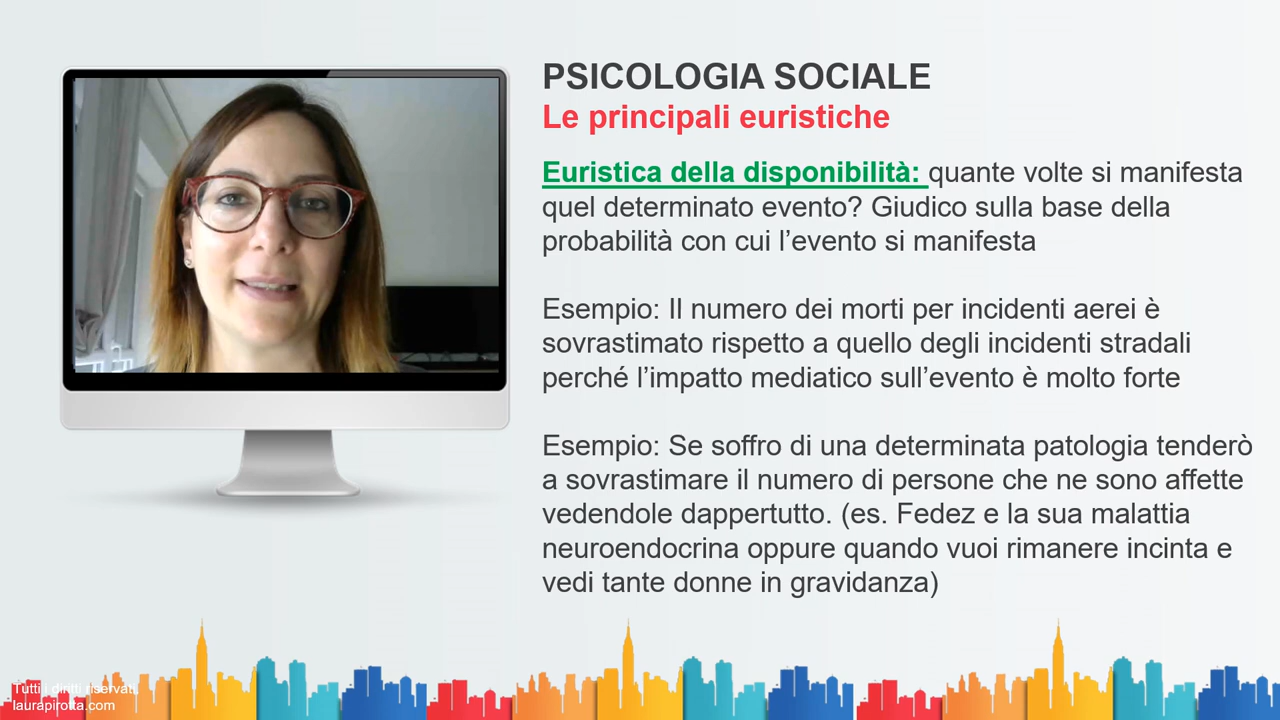 PSICOLOGIA SOCIALE
Le principali euristiche
Euristica della disponibilità: quante volte si manifesta
quel determinato evento? Giudico sulla base della
probabilità con cui l’evento si manifesta
Esempio: Il numero dei morti per incidenti aerei è
sovrastimato rispetto a quello degli incidenti stradali
perché l’impatto mediatico sull’evento è molto forte
Esempio: Se soffro di una determinata patologia tenderò
a sovrastimare il numero di persone che ne sono affette
vedendole dappertutto. (es. Fedez e la sua malattia
neuroendocrina oppure quando vuoi rimanere incinta e
vedi tante donne in gravidanza)
Tutti i diritti riservati
laurapirotta.com